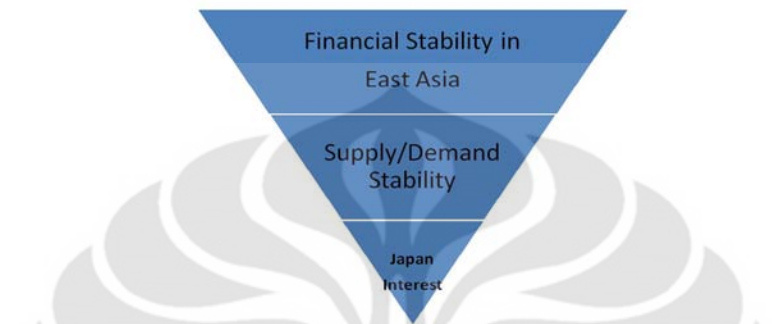 Financial Stability in
East Asia
Supply/Demand
Stability
Japan
Interest